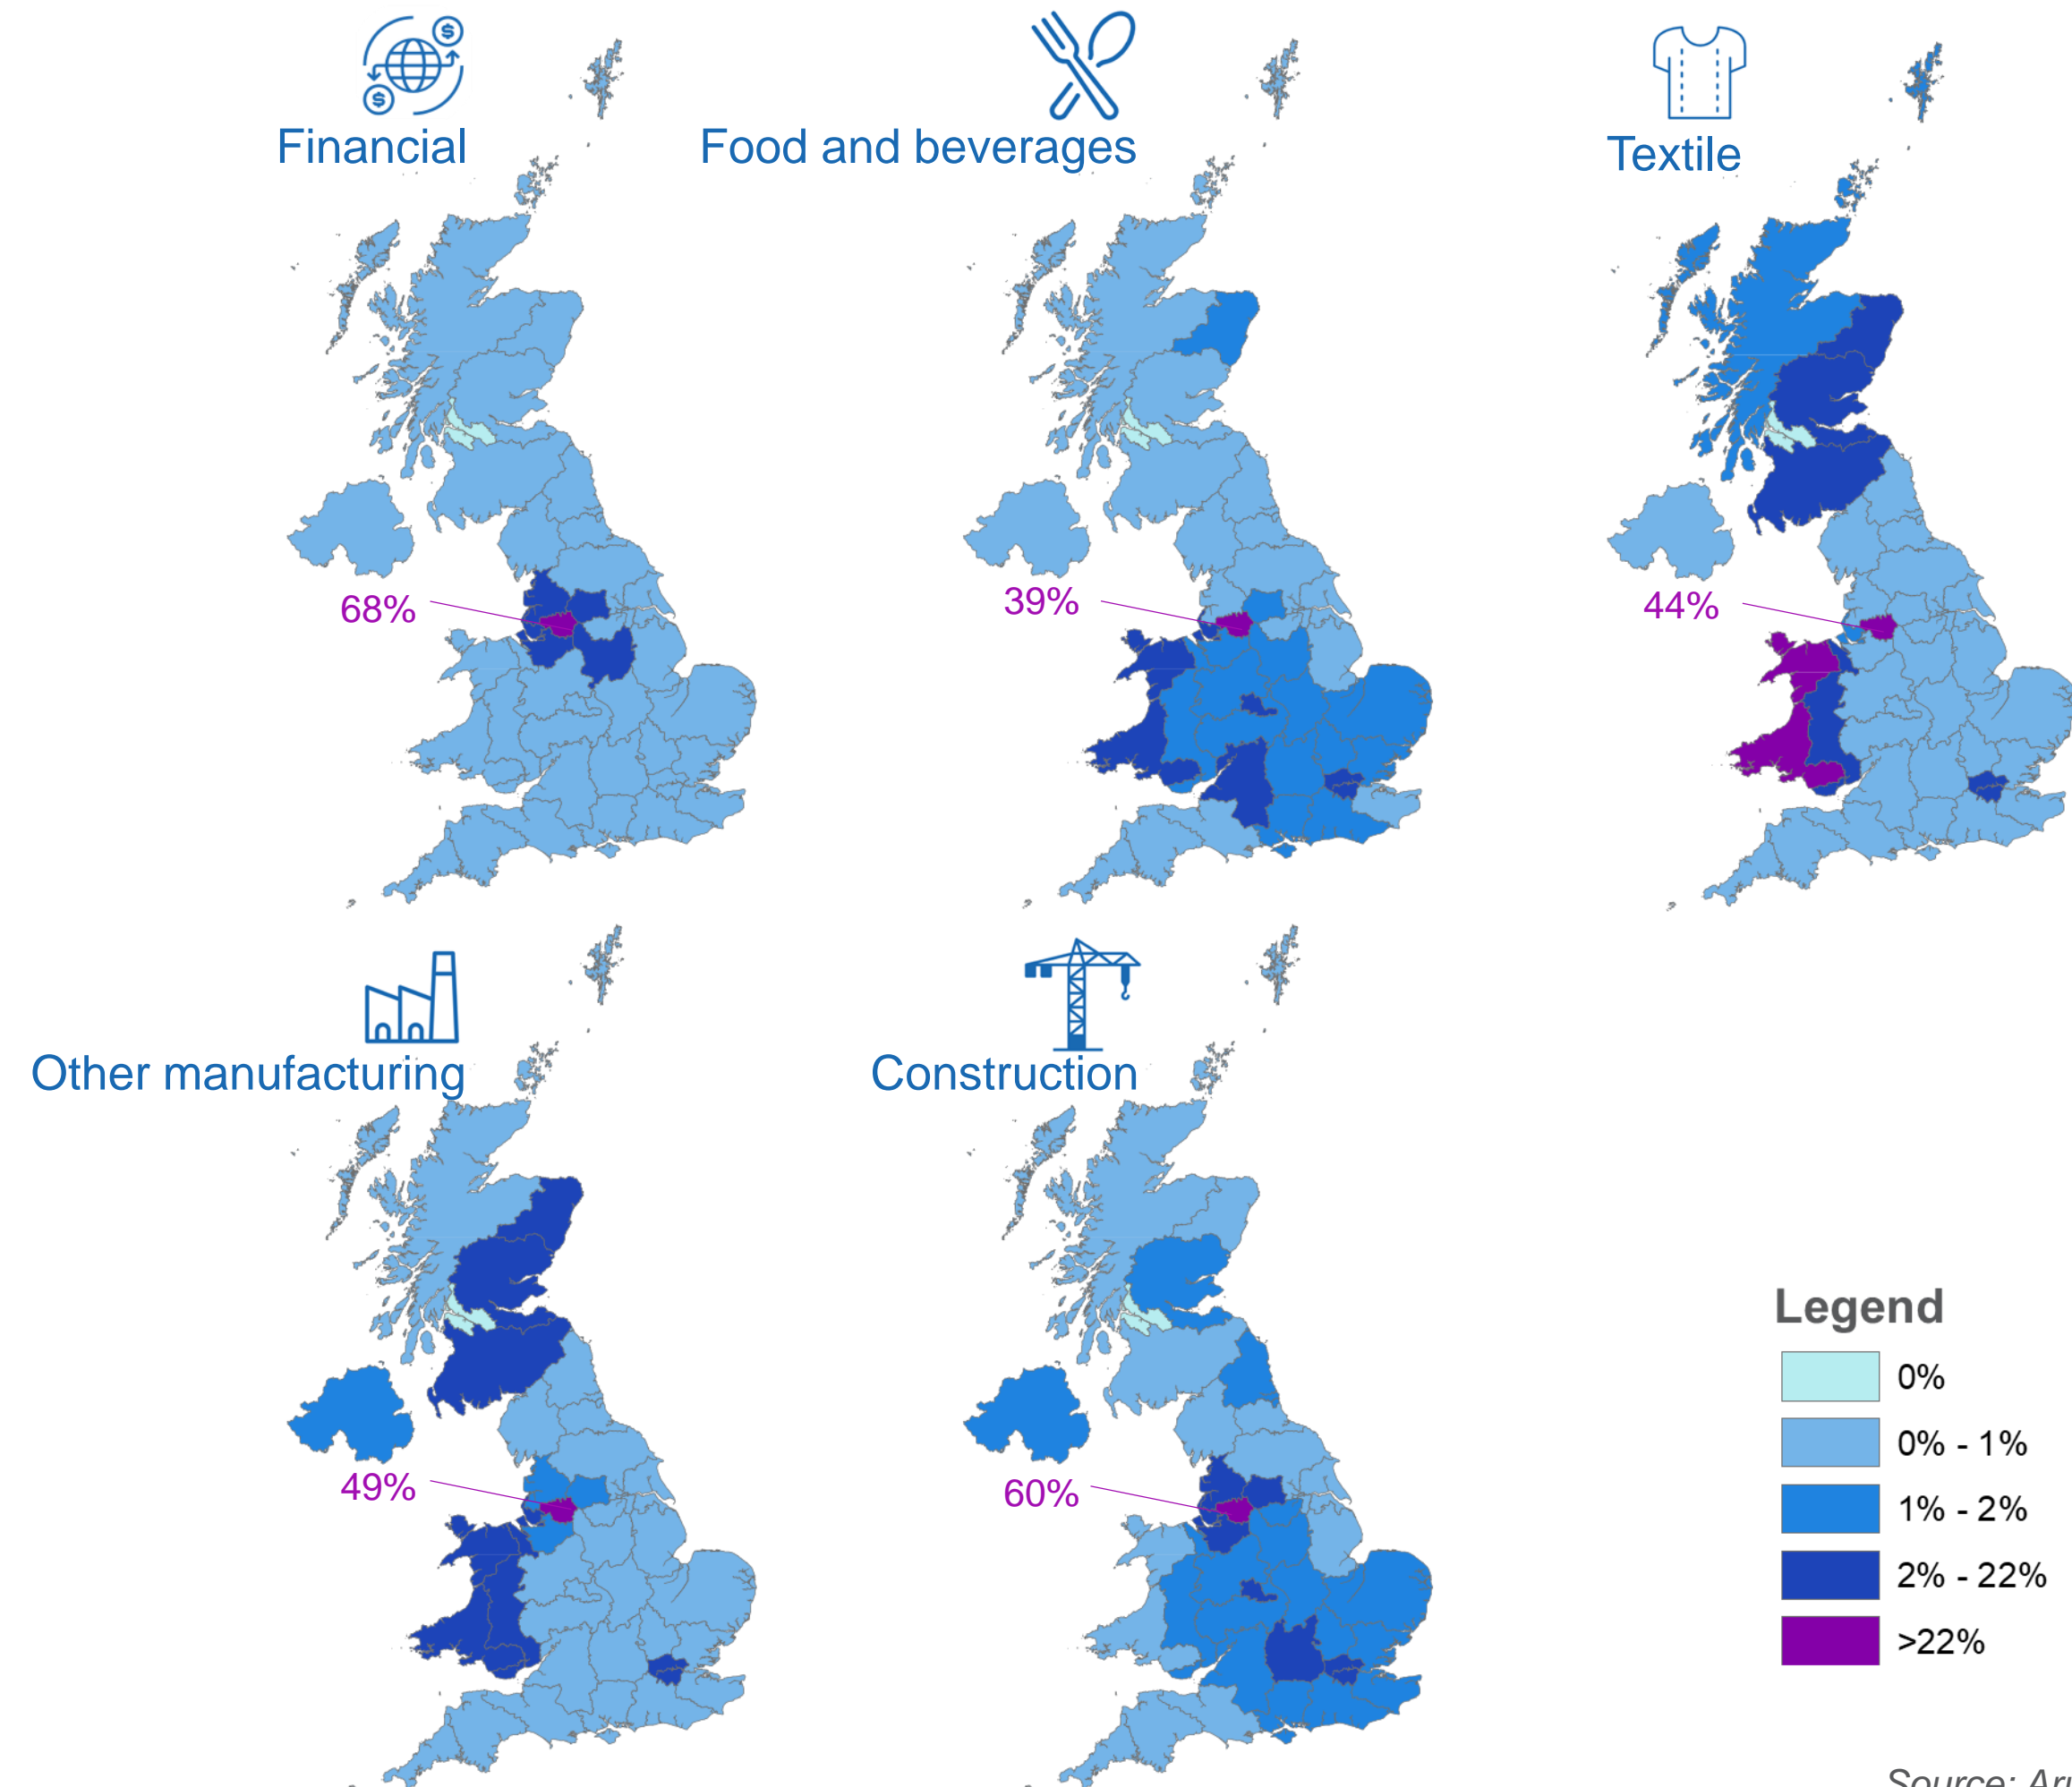 Financial
Food and beverages
Textile
68%
39%
44%
Other manufacturing
Construction
49%
60%
Legend
0%
0% - 1%
1% - 2%
2% - 22%
>22%
Source: